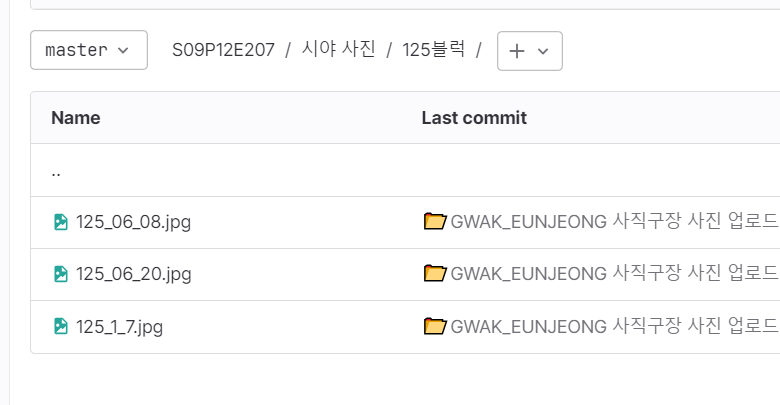 master S09P12E207 / 시야 사진 / 125블럭 / +
Name Last commit
..
125_06_08.jpg GWAK_EUNJEONG 사직구장 사진 업로드
125_06_20.jpg GWAK_EUNJEONG 사직구장 사진 업로드
125_1_7.jpg GWAK_EUNJEONG 사직구장 사진 업로드